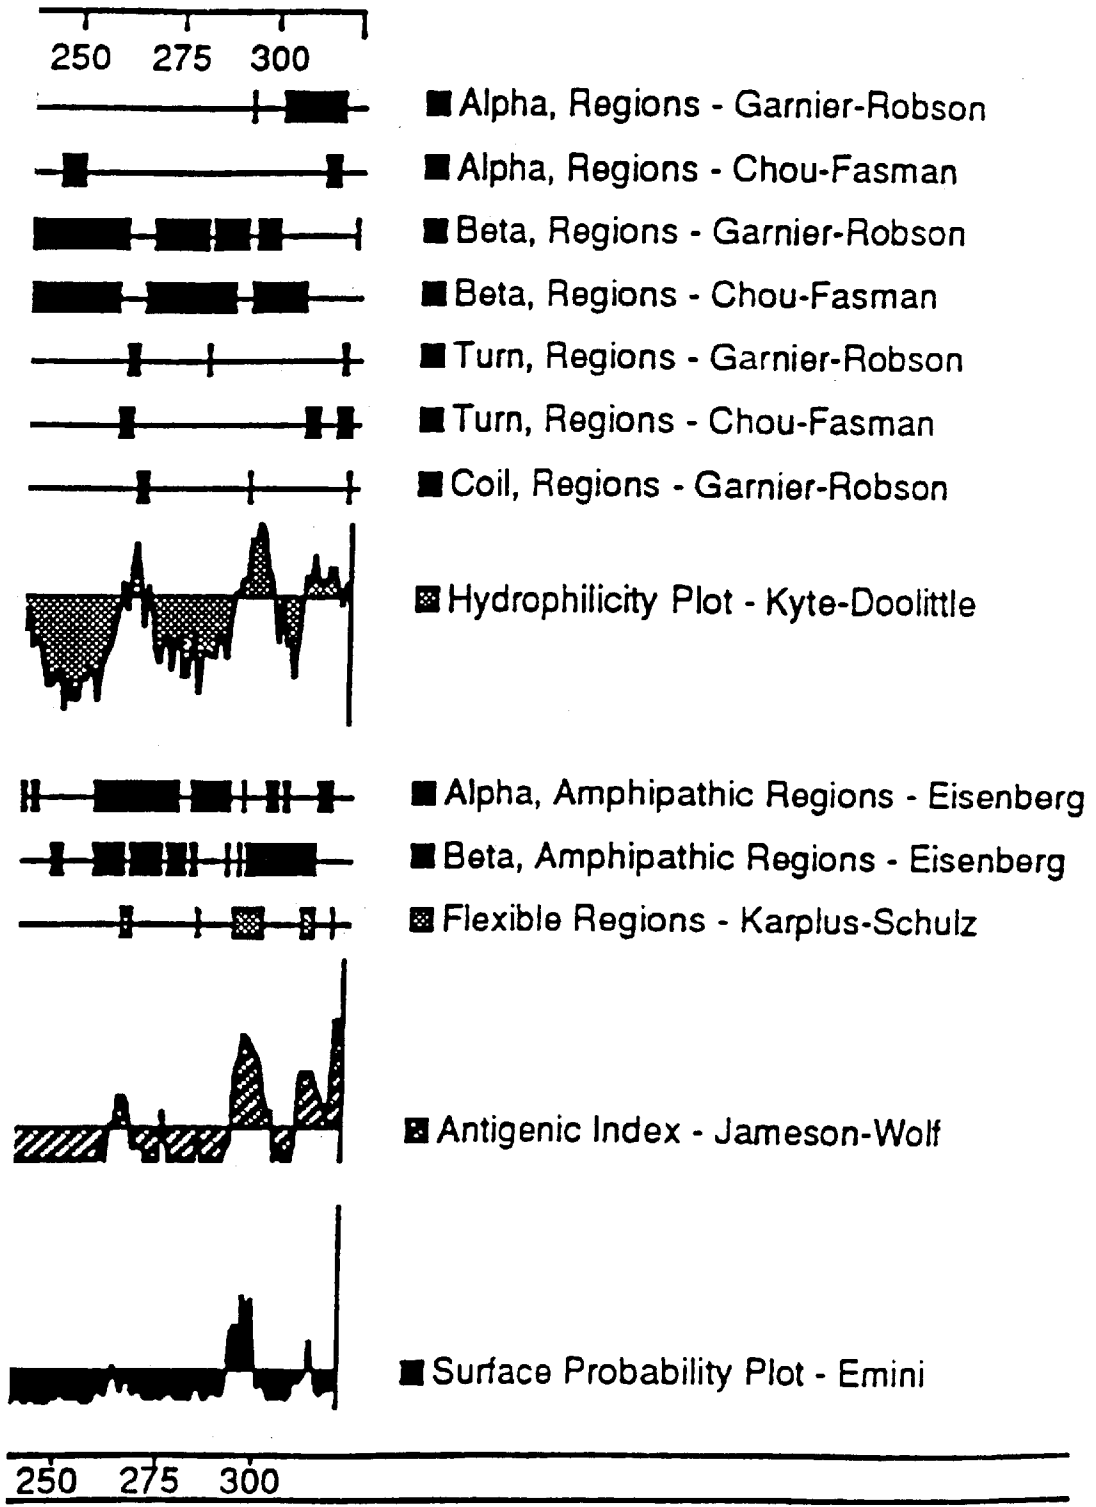 250 275 300
Alpha, Regions - Garnier-Robson
Alpha, Regions - Chou-Fasman
Beta, Regions - Garnier-Robson
Beta, Regions - Chou-Fasman
Turn, Regions - Garnier-Robson
Turn, Regions - Chou-Fasman
Coil, Regions - Garnier-Robson
Hydrophilicity Plot - Kyte-Doolittle
Alpha, Amphipathic Regions - Eisenberg
Beta, Amphipathic Regions - Eisenberg
Flexible Regions - Karplus-Schulz
Antigenic Index - Jameson-Wolf
Surface Probability Plot - Emini
250 275 300